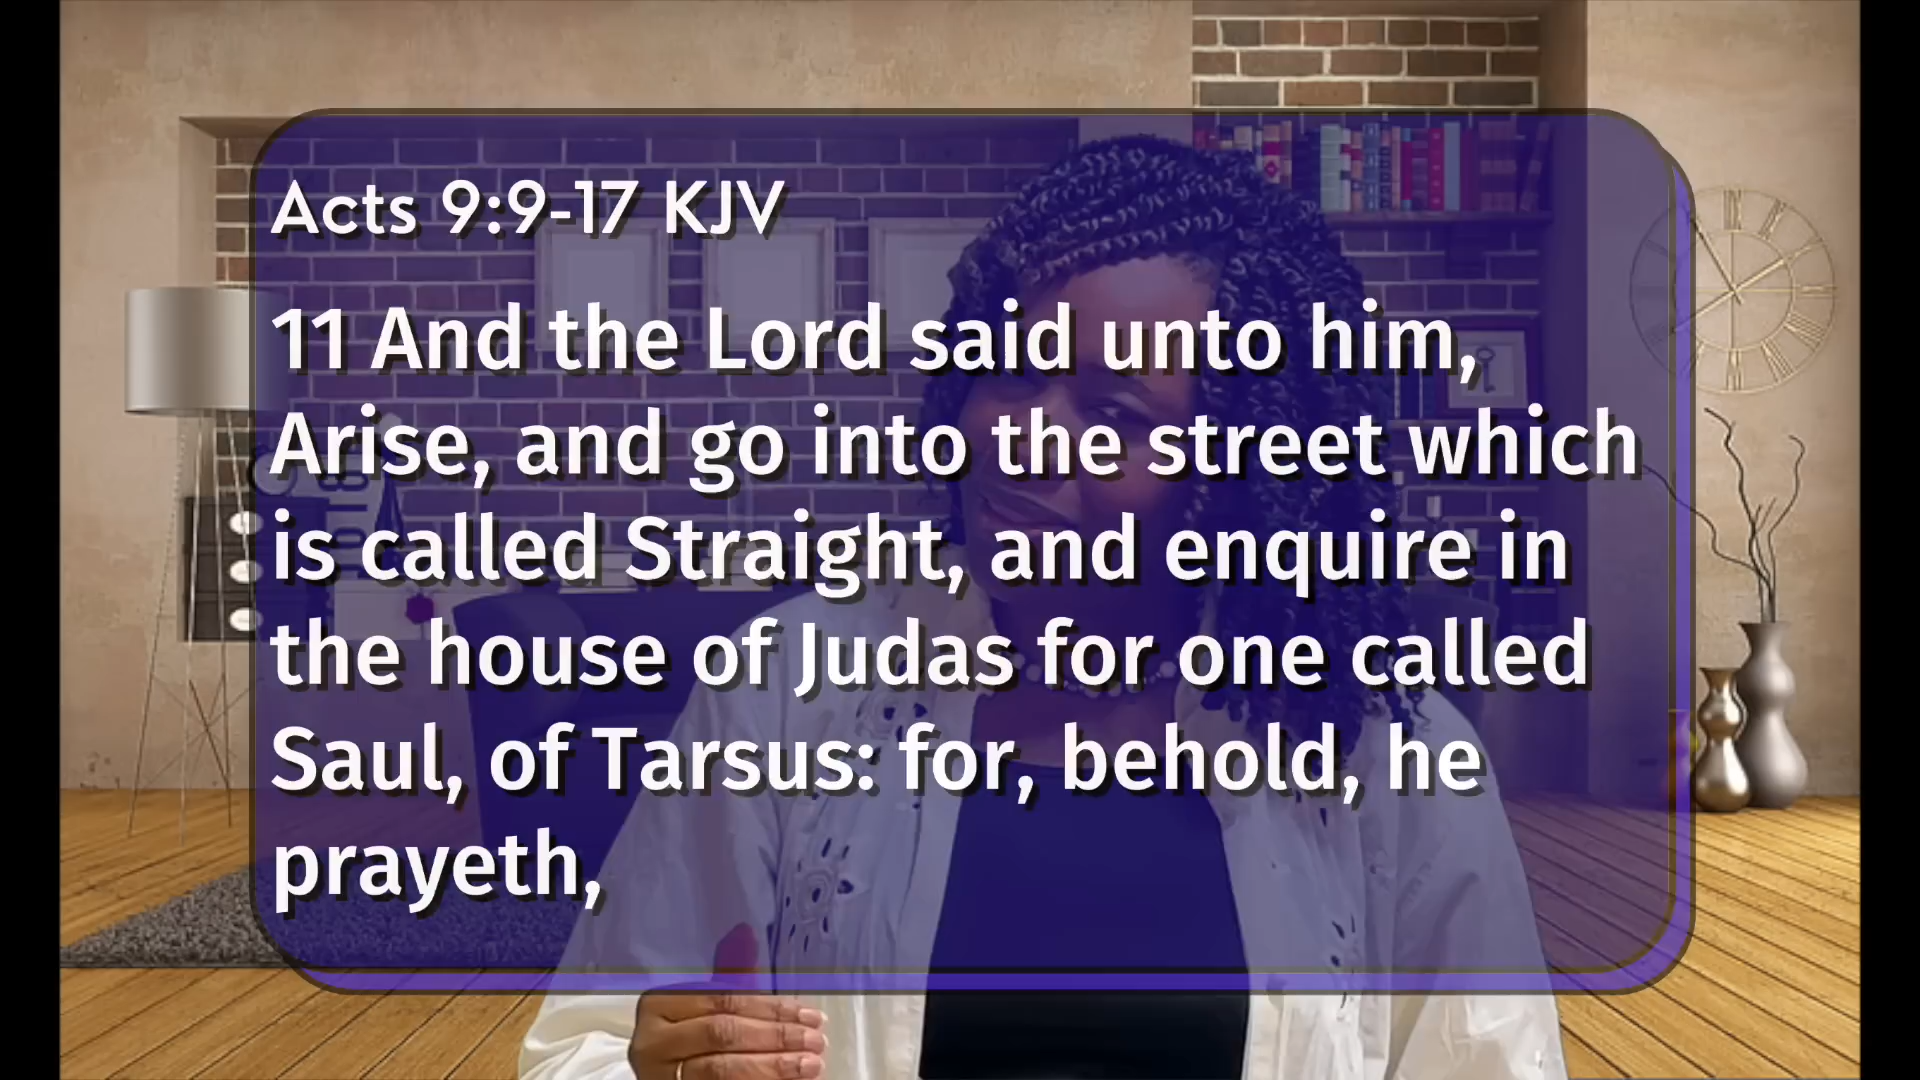 Acts 9:9-17 KJV
11 And the Lord said unto him,
Arise, and go into the street which
is called Straight, and enquire in
the house of Judas for one called
Saul, of Tarsus: for, behold, he
prayeth,